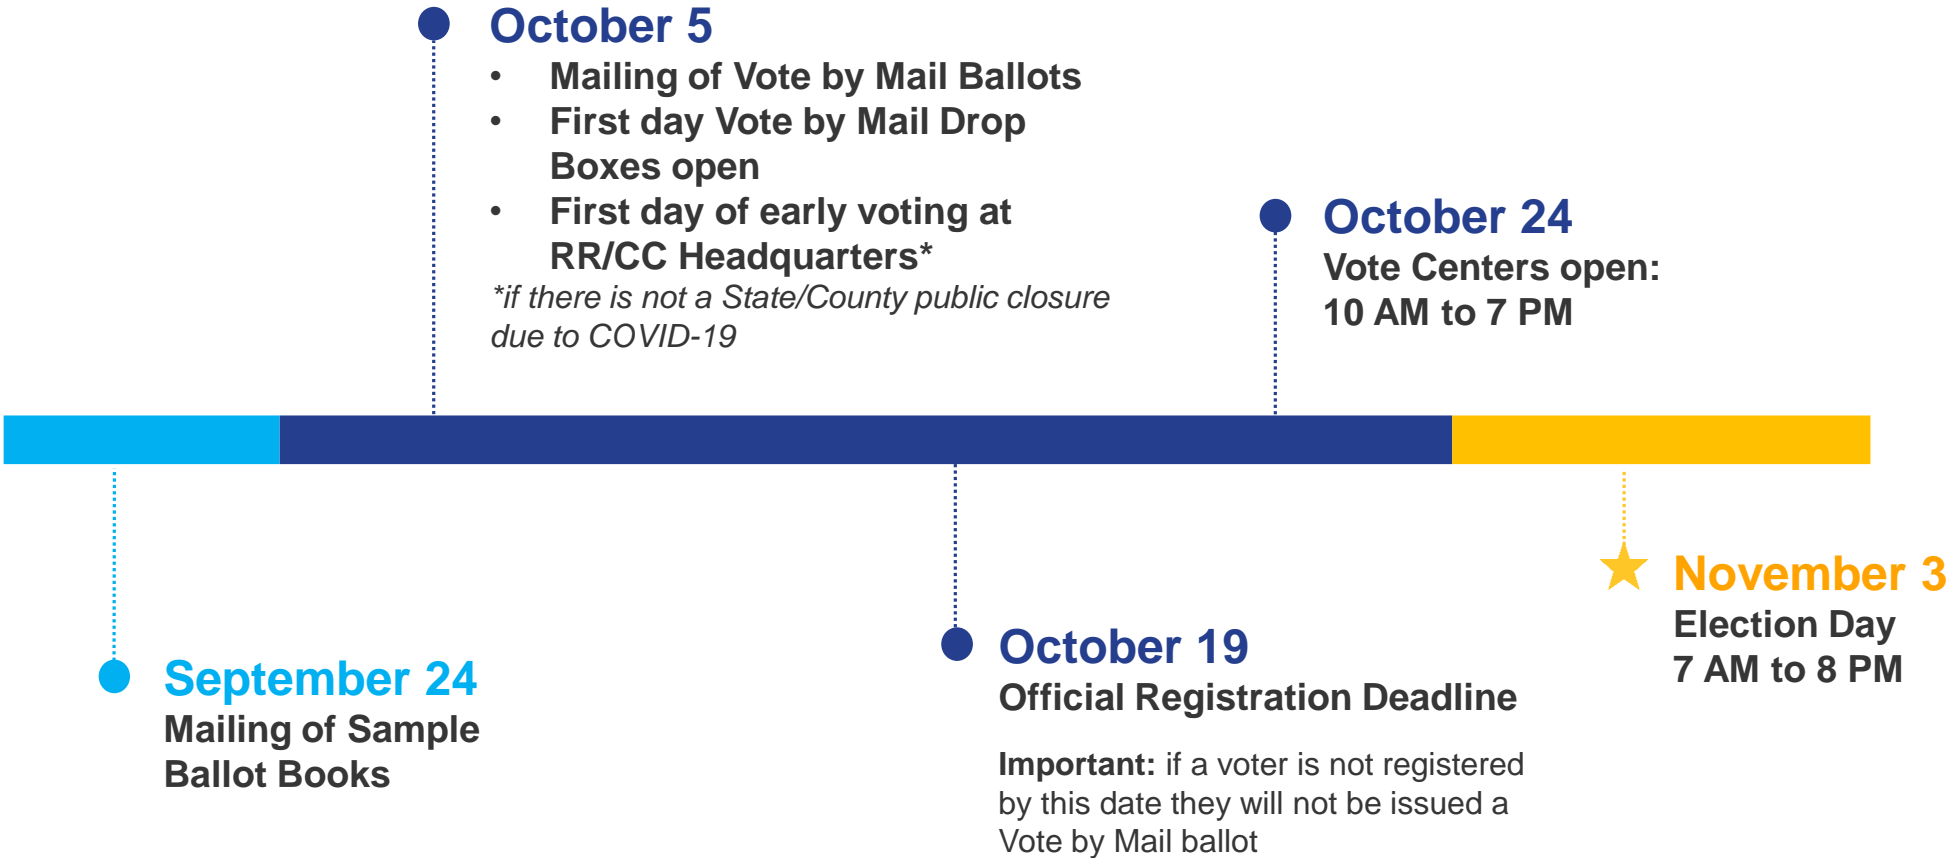 October 5
• Mailing of Vote by Mail Ballots
• First day Vote by Mail Drop
Boxes open
• First day of early voting at
RR/CC Headquarters*
*if there is not a State/County public closure
due to COVID-19
October 24
Vote Centers open:
10 AM to 7 PM
September 24
Mailing of Sample
Ballot Books
October 19
Official Registration Deadline
Important: if a voter is not registered
by this date they will not be issued a
Vote by Mail ballot
November 3
Election Day
7 AM to 8 PM